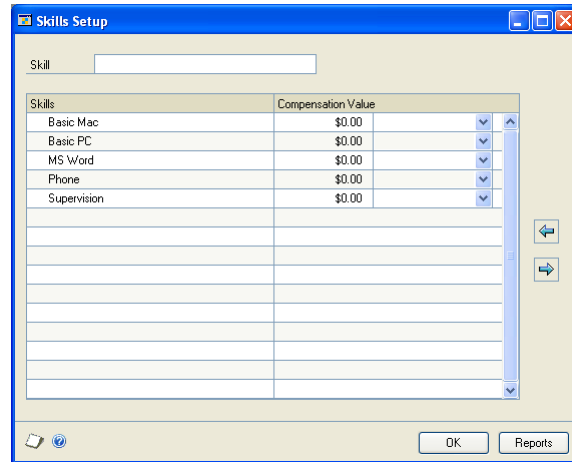 Skills Setup
Skill
Skills Compensation Value
Basic Mac $0.00
Basic PC $0.00
MS Word $0.00
Phone $0.00
Supervision $0.00
OK Reports